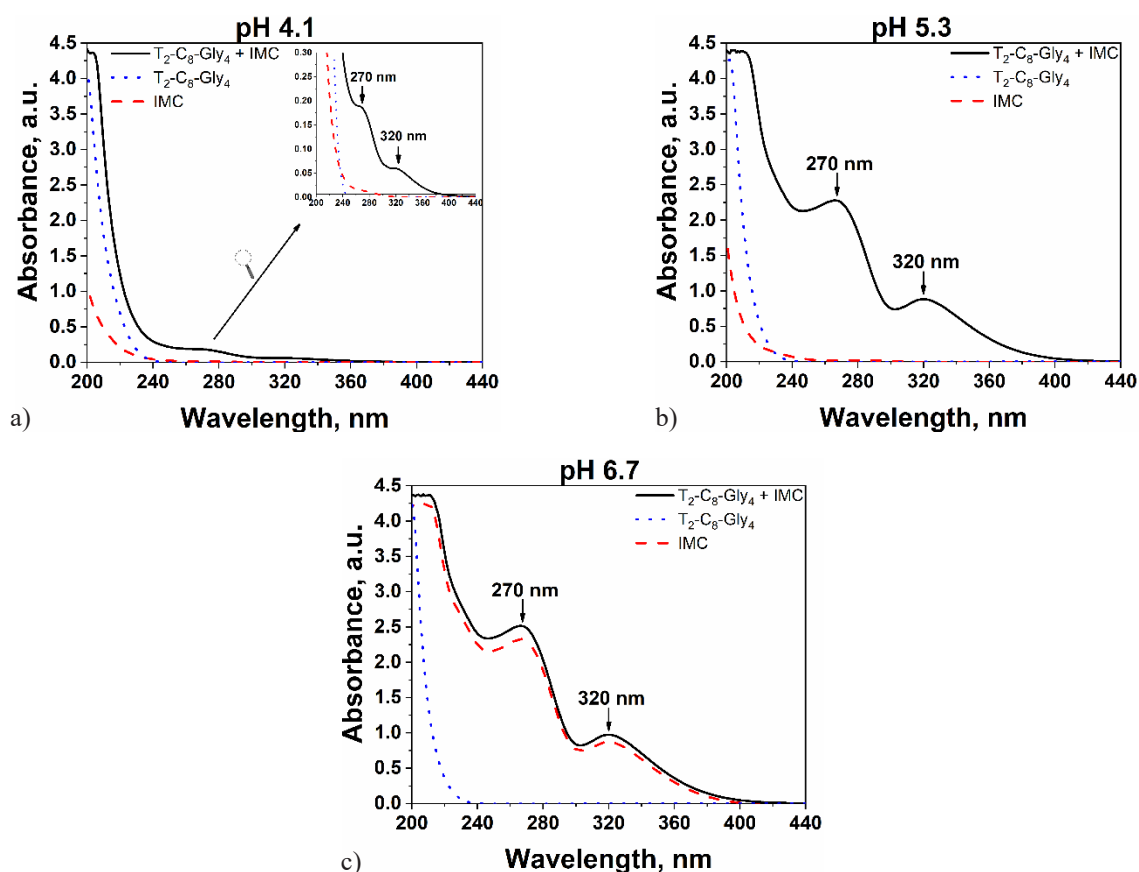 pH 4.1
4.5
4.0
3.5
3.0
2.5
2.0
1.5
1.0
0.5
0.0
Absorbance, a.u.
T₂-C₈-Gly₄ + IMC
T₂-C₈-Gly₄
IMC
0.30
0.25
0.20
0.15
0.10
0.05
0.00
270 nm
320 nm
200 240 280 320 360 400 440
200 240 280 320 360 400 440
Wavelength, nm
a)
pH 5.3
4.5
4.0
3.5
3.0
2.5
2.0
1.5
1.0
0.5
0.0
Absorbance, a.u.
T₂-C₈-Gly₄ + IMC
T₂-C₈-Gly₄
IMC
270 nm
320 nm
200 240 280 320 360 400 440
Wavelength, nm
b)
pH 6.7
4.5
4.0
3.5
3.0
2.5
2.0
1.5
1.0
0.5
0.0
Absorbance, a.u.
T₂-C₈-Gly₄ + IMC
T₂-C₈-Gly₄
IMC
270 nm
320 nm
200 240 280 320 360 400 440
Wavelength, nm
c)